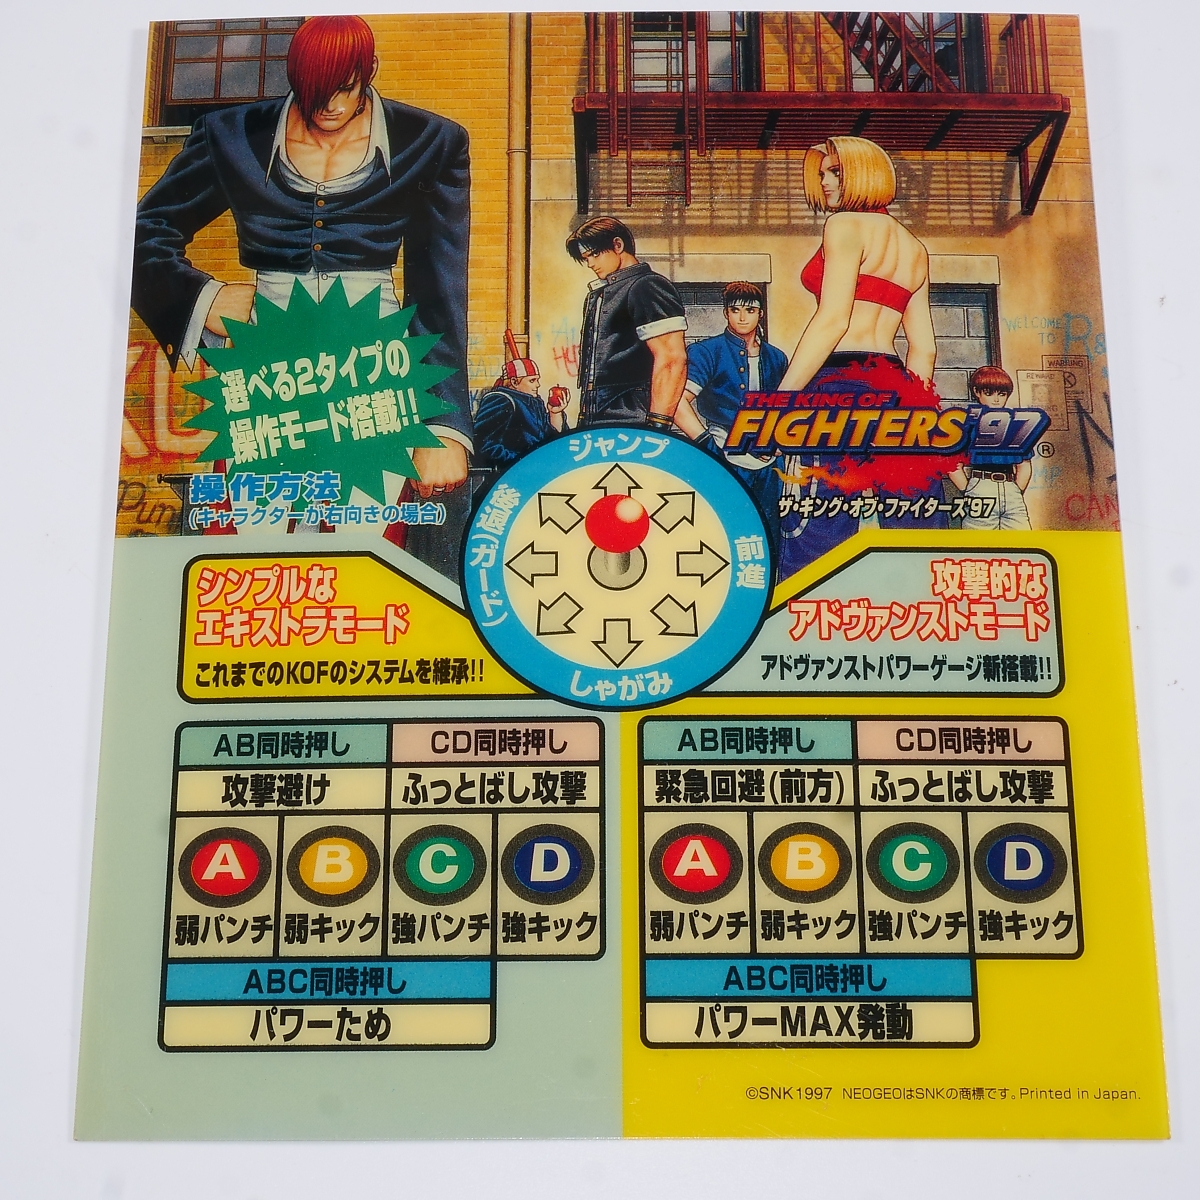 選べる2タイプの
操作モード搭載!!
操作方法
(キャラクターが右向きの場合)
WELCOME
TO
WARNING
THE KING OF
FIGHTERS'97®
ザ・キング・オブ・ファイターズ'97
ジャンプ
後退(ガード)
前進
しゃがみ
シンプルな
エキストラモード
これまでのKOFのシステムを継承!!
攻撃的な
アドヴァンストモード
アドヴァンストパワーゲージ新搭載!!
AB同時押し
CD同時押し
攻撃避け
ふっとばし攻撃
A
B
C
D
弱パンチ
弱キック
強パンチ
強キック
ABC同時押し
パワーため
AB同時押し
CD同時押し
緊急回避(前方)
ふっとばし攻撃
A
B
C
D
弱パンチ
弱キック
強パンチ
強キック
ABC同時押し
パワーMAX発動
©SNK 1997 NEOGEOはSNKの商標です。Printed in Japan.